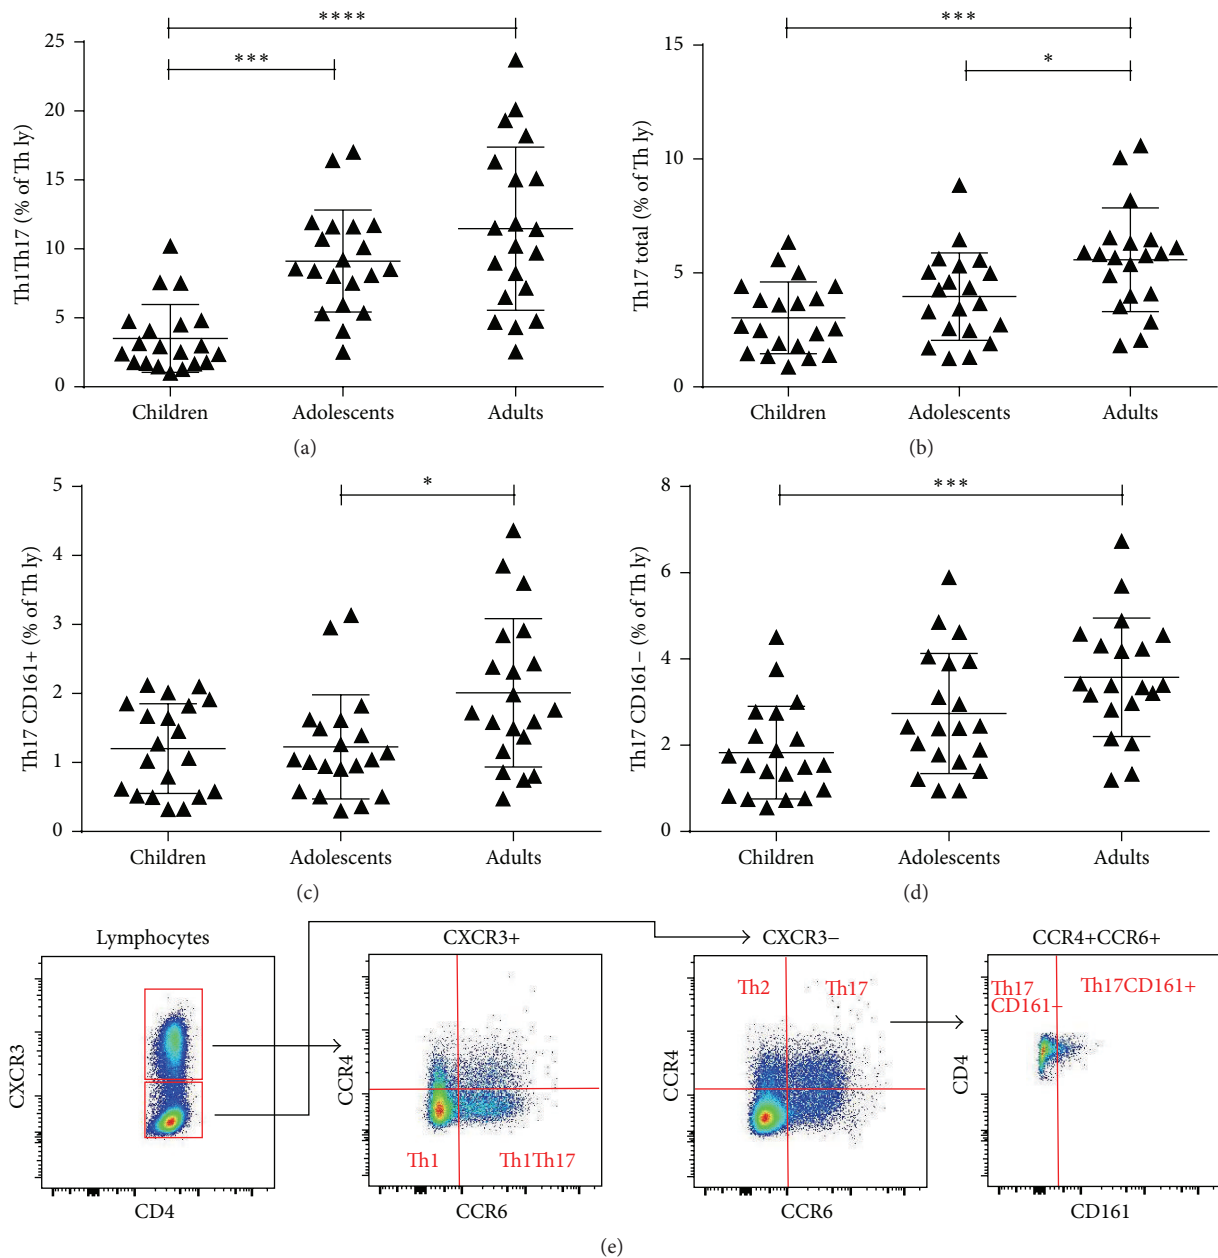 ****
***
25
20
15
10
5
0
Th1Th17 (% of Th ly)
Children
Adolescents
Adults
(a)
***
*
15
10
5
0
Th17 total (% of Th ly)
Children
Adolescents
Adults
(b)
*
5
4
3
2
1
0
Th17 CD161+ (% of Th ly)
Children
Adolescents
Adults
(c)
***
8
6
4
2
0
Th17 CD161− (% of Th ly)
Children
Adolescents
Adults
(d)
Lymphocytes
CXCR3
CD4
CXCR3+
CCR4
Th1
Th1Th17
CCR6
CXCR3−
CCR4
Th2
Th17
CCR6
CCR4+CCR6+
CD4
Th17
CD161−
Th17CD161+
CD161
(e)